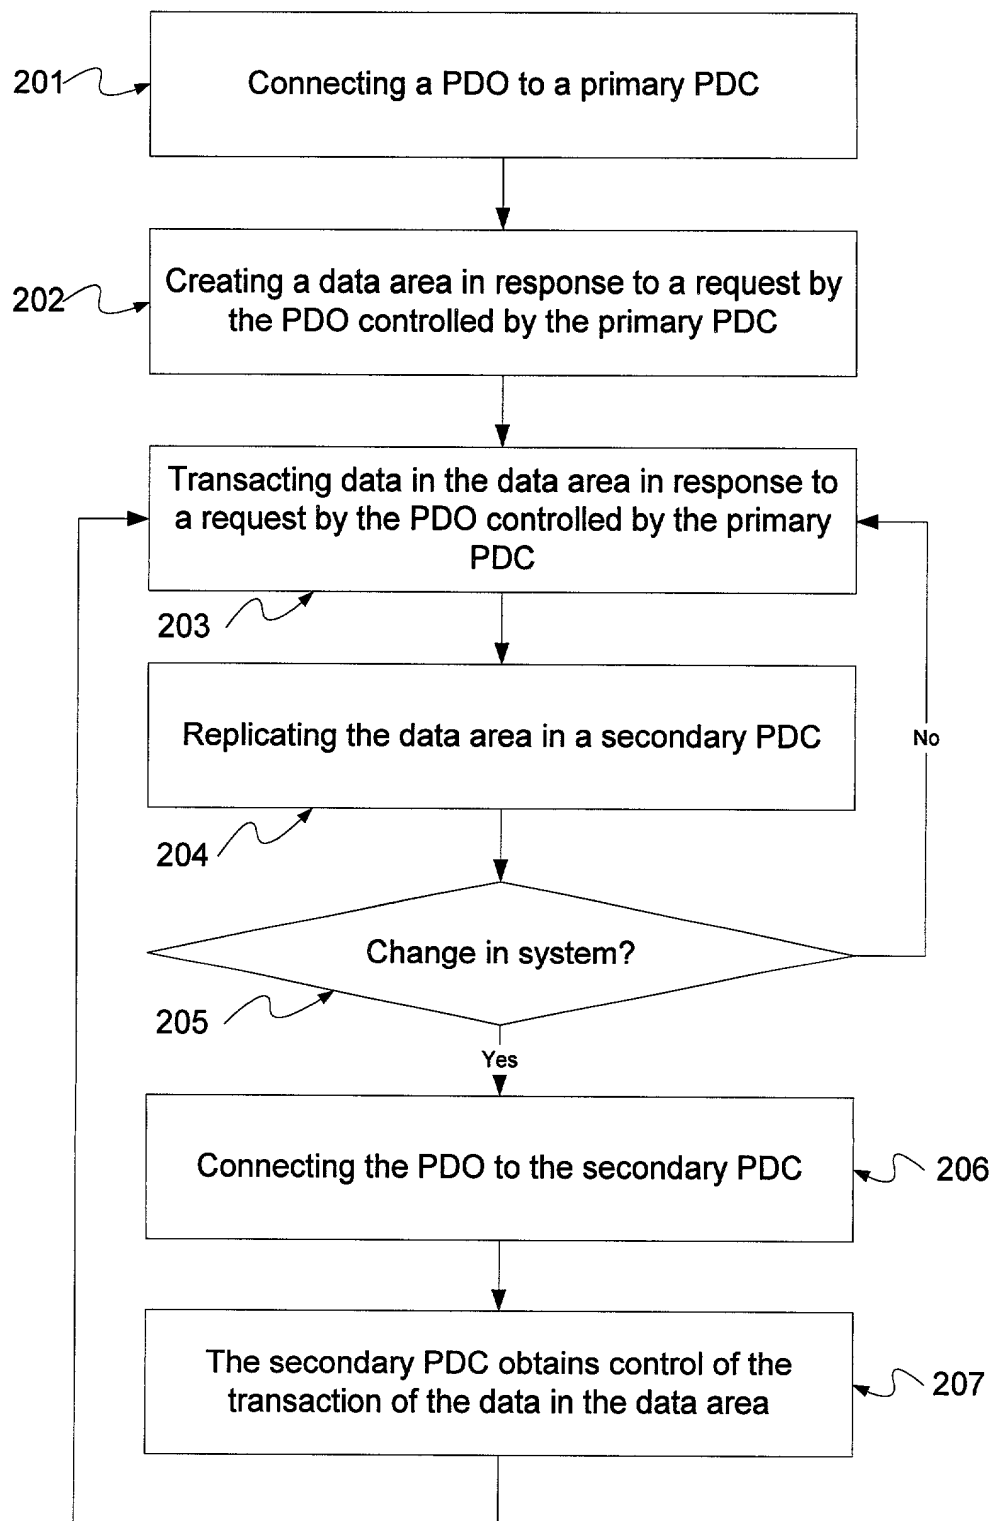 201
Connecting a PDO to a primary PDC
202
Creating a data area in response to a request by
the PDO controlled by the primary PDC
Transacting data in the data area in response to
a request by the PDO controlled by the primary
PDC
203
Replicating the data area in a secondary PDC
No
204
Change in system?
205
Yes
Connecting the PDO to the secondary PDC
206
The secondary PDC obtains control of the
transaction of the data in the data area
207